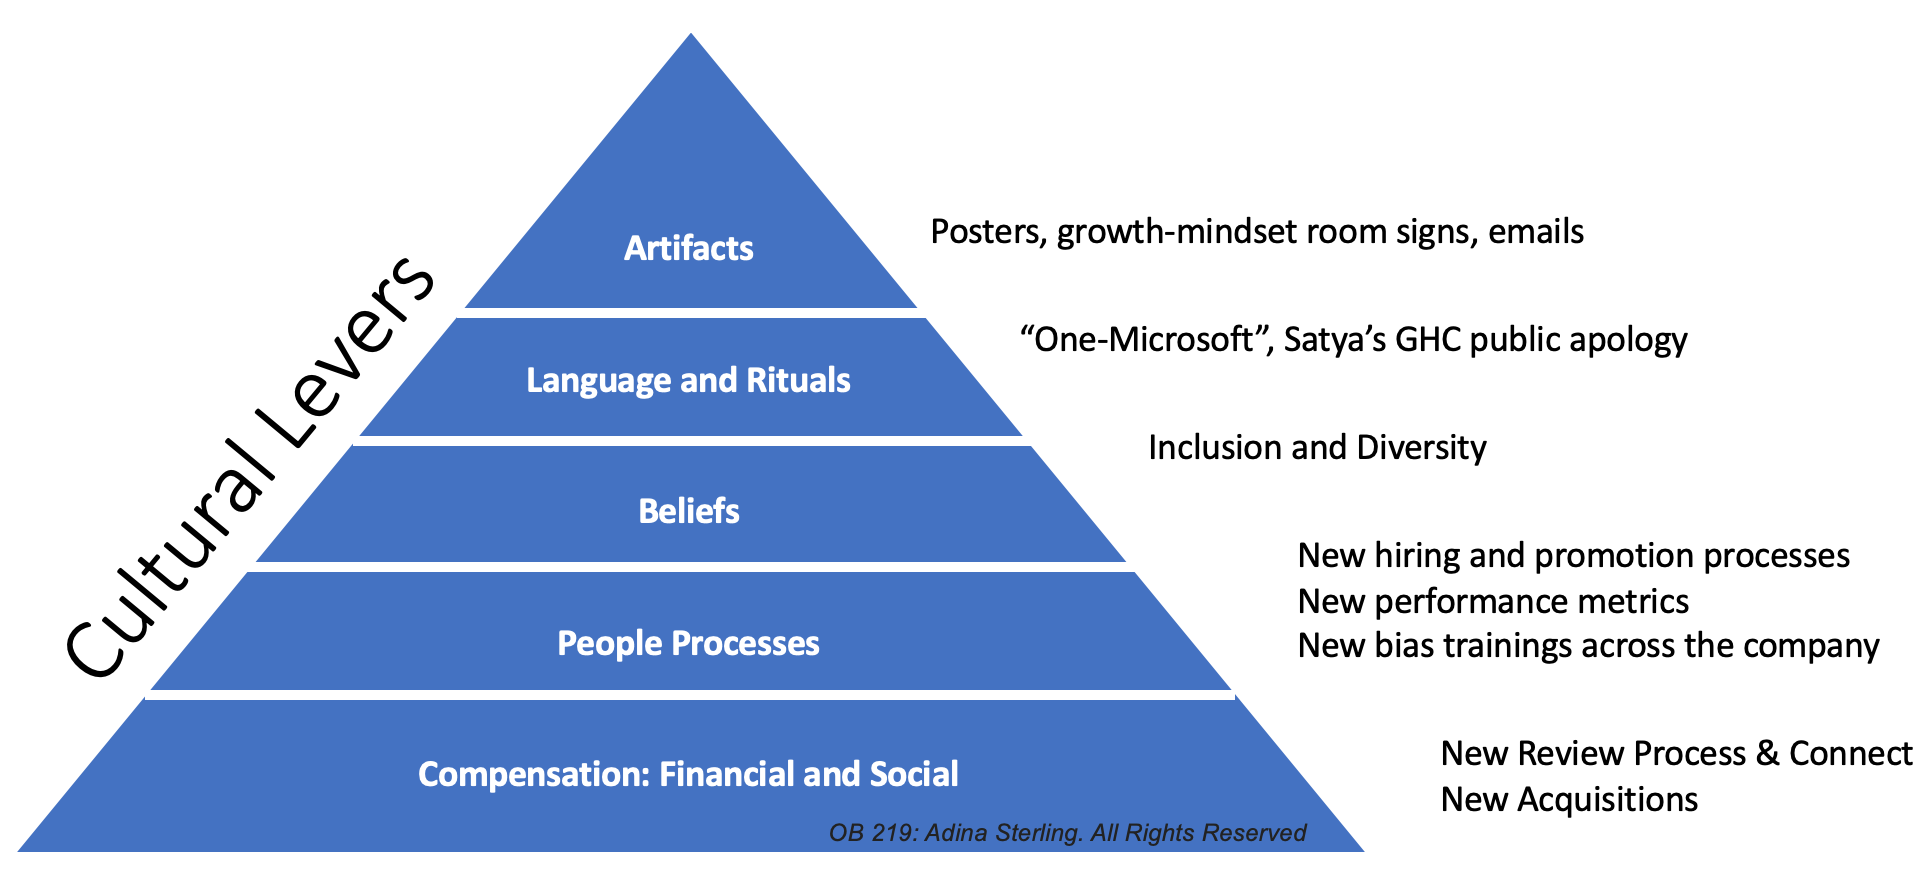 Cultural Levers
Artifacts
Posters, growth-mindset room signs, emails
Language and Rituals
“One-Microsoft”, Satya’s GHC public apology
Beliefs
Inclusion and Diversity
People Processes
New hiring and promotion processes
New performance metrics
New bias trainings across the company
Compensation: Financial and Social
New Review Process & Connect
New Acquisitions
OB 219: Adina Sterling. All Rights Reserved